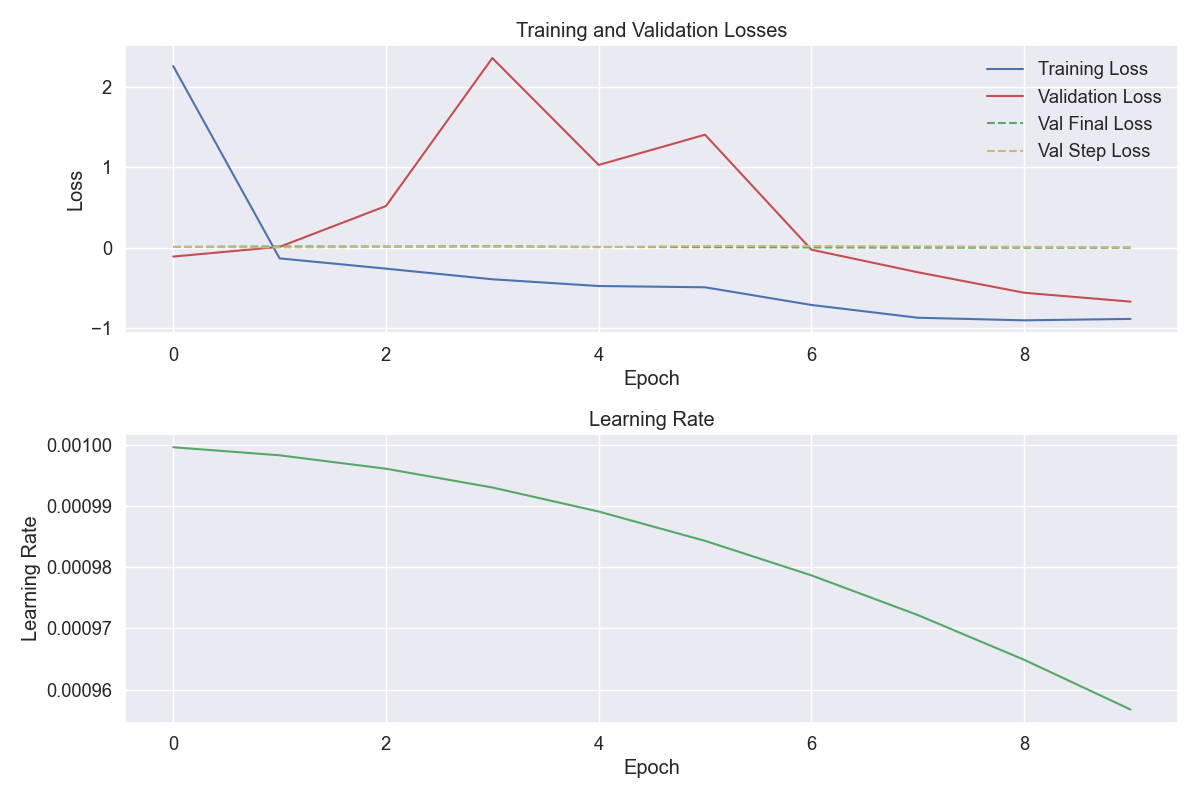 Training and Validation Losses
Training Loss
Validation Loss
Val Final Loss
Val Step Loss
Loss
2
1
0
−1
0 2 4 6 8
Epoch
Learning Rate
Learning Rate
0.00100
0.00099
0.00098
0.00097
0.00096
0 2 4 6 8
Epoch